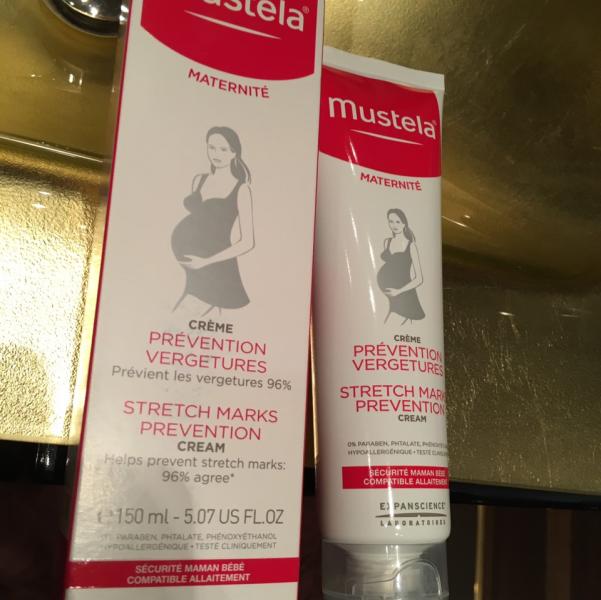 mustela®
MATERNITÉ
CRÈME
PRÉVENTION
VERGETURES
Prévient les vergetures 96%
STRETCH MARKS
PREVENTION
CREAM
Helps prevent stretch marks:
96% agree*
150 ml - 5.07 US FL.OZ
PARABEN, PHTALATE, PHÉNOXYÉTHANOL
HYPOALLERGÉNIQUE • TESTÉ CLINIQUEMENT
SÉCURITÉ MAMAN BÉBÉ
COMPATIBLE ALLAITEMENT
mustela®
MATERNITÉ
CRÈME
PRÉVENTION
VERGETURES
STRETCH MARKS
PREVENTION
CREAM
0% PARABEN, PHTALATE,
HYPOALLERGÉNIQUE • TESTÉ
SÉCURITÉ MAMAN BÉBÉ
COMPATIBLE ALLAITEMENT
EXPANSCIENCE®
LABORATOIRES